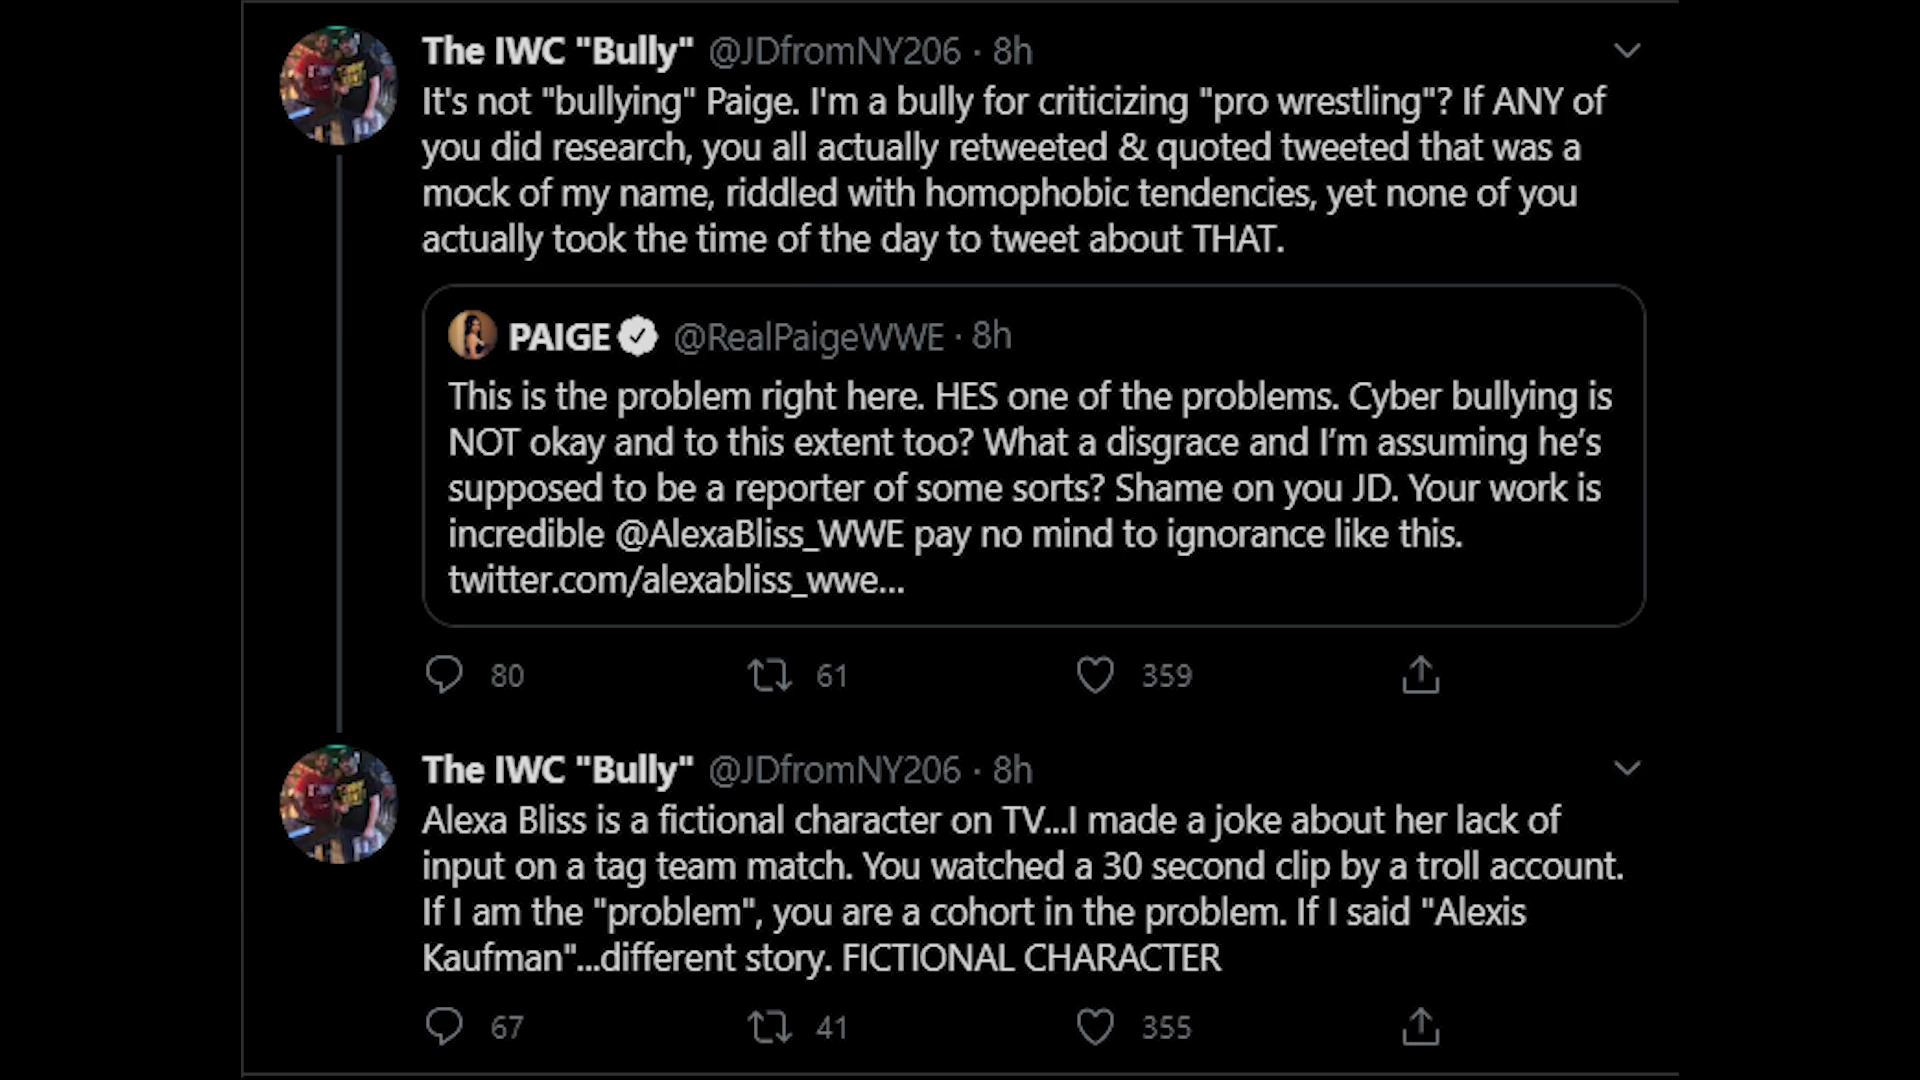 The IWC "Bully" @JDfromNY206 · 8h
It's not "bullying" Paige. I'm a bully for criticizing "pro wrestling"? If ANY of
you did research, you all actually retweeted & quoted tweeted that was a
mock of my name, riddled with homophobic tendencies, yet none of you
actually took the time of the day to tweet about THAT.
PAIGE @RealPaigeWWE · 8h
This is the problem right here. HES one of the problems. Cyber bullying is
NOT okay and to this extent too? What a disgrace and I’m assuming he’s
supposed to be a reporter of some sorts? Shame on you JD. Your work is
incredible @AlexaBliss_WWE pay no mind to ignorance like this.
twitter.com/alexabliss_wwe...
80 61 359
The IWC "Bully" @JDfromNY206 · 8h
Alexa Bliss is a fictional character on TV...I made a joke about her lack of
input on a tag team match. You watched a 30 second clip by a troll account.
If I am the "problem", you are a cohort in the problem. If I said "Alexis
Kaufman"...different story. FICTIONAL CHARACTER
67 41 355